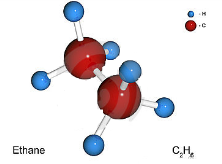 - H
- C
Ethane C₂H₆